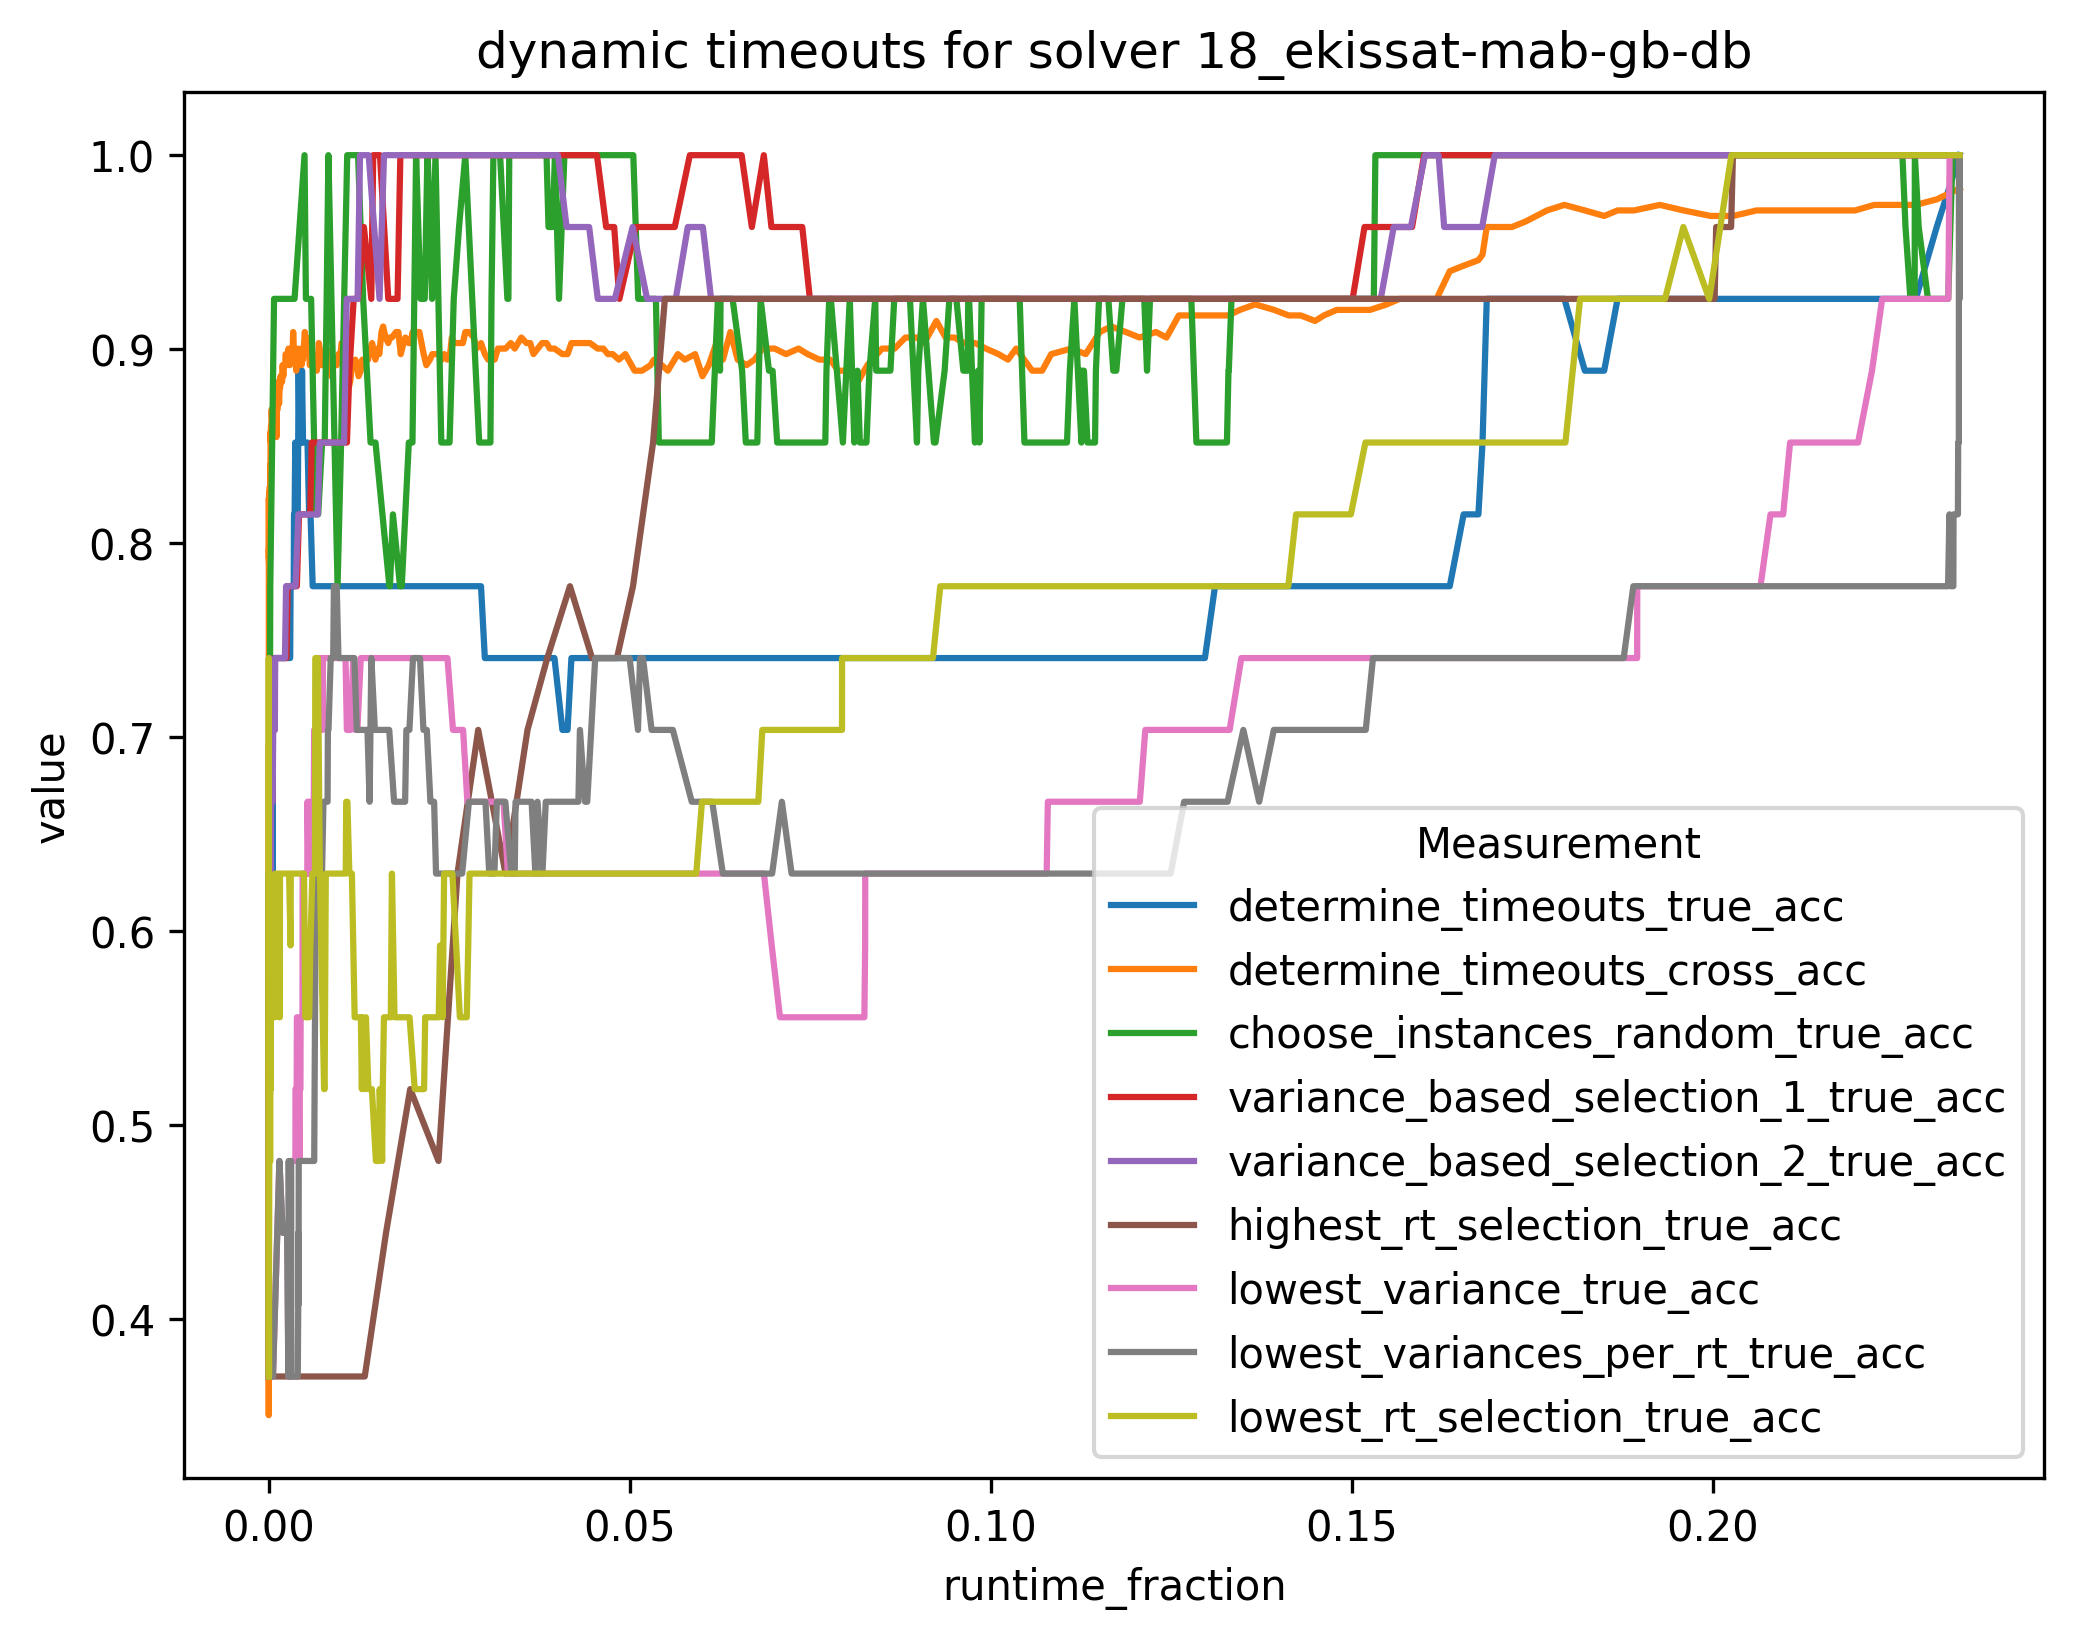 dynamic timeouts for solver 18_ekissat-mab-gb-db
value
1.0
0.9
0.8
0.7
0.6
0.5
0.4
Measurement
determine_timeouts_true_acc
determine_timeouts_cross_acc
choose_instances_random_true_acc
variance_based_selection_1_true_acc
variance_based_selection_2_true_acc
highest_rt_selection_true_acc
lowest_variance_true_acc
lowest_variances_per_rt_true_acc
lowest_rt_selection_true_acc
0.00 0.05 0.10 0.15 0.20
runtime_fraction